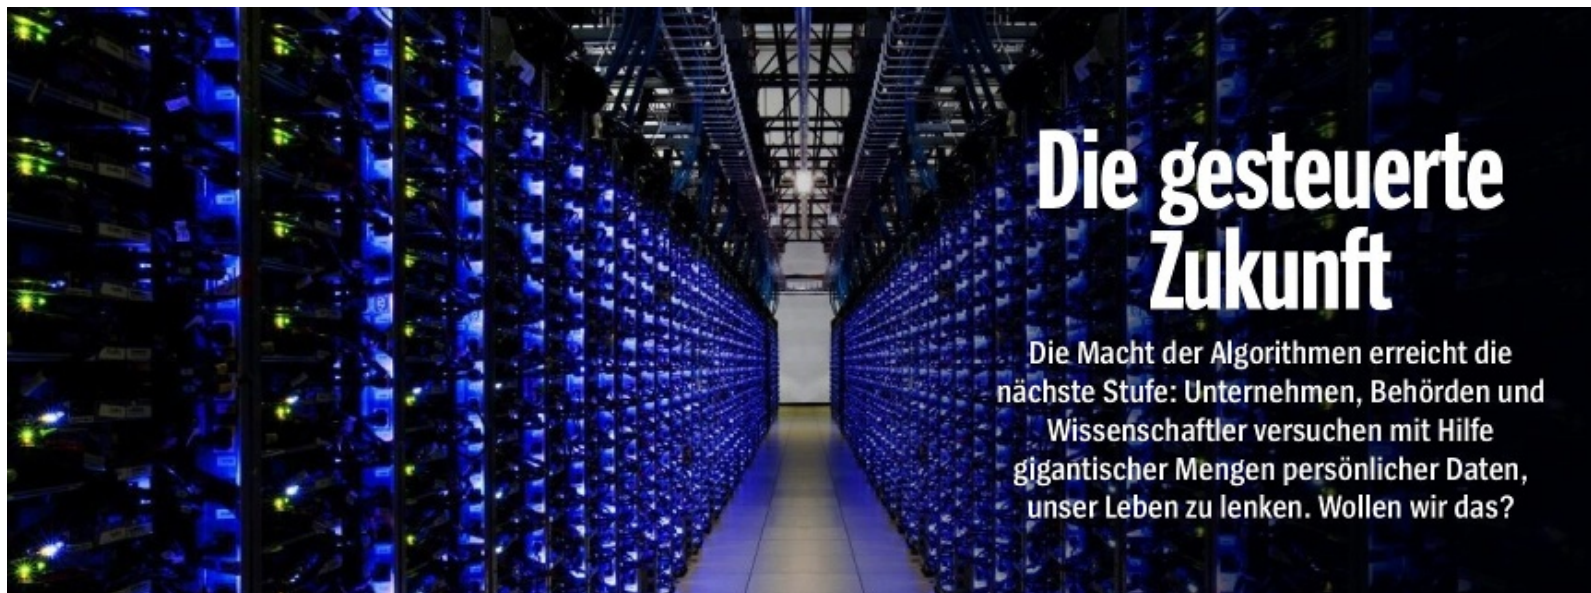 Die gesteuerte
Zukunft
Die Macht der Algorithmen erreicht die
nächste Stufe: Unternehmen, Behörden und
Wissenschaftler versuchen mit Hilfe
gigantischer Mengen persönlicher Daten,
unser Leben zu lenken. Wollen wir das?